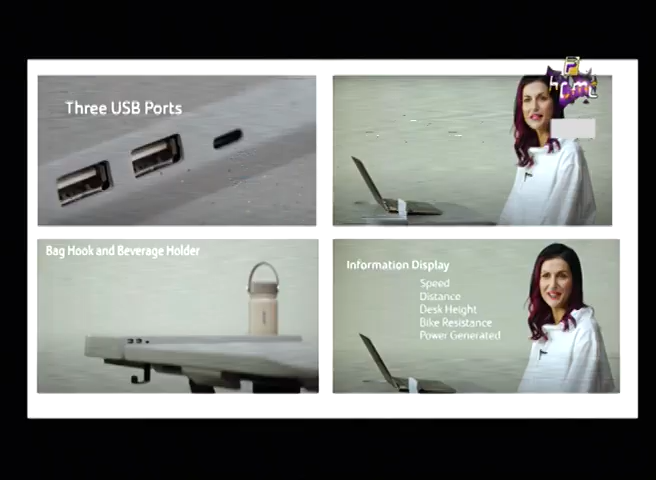 Three USB Ports
Bag Hook and Beverage Holder
Information Display
Speed
Distance
Desk Height
Bike Resistance
Power Generated